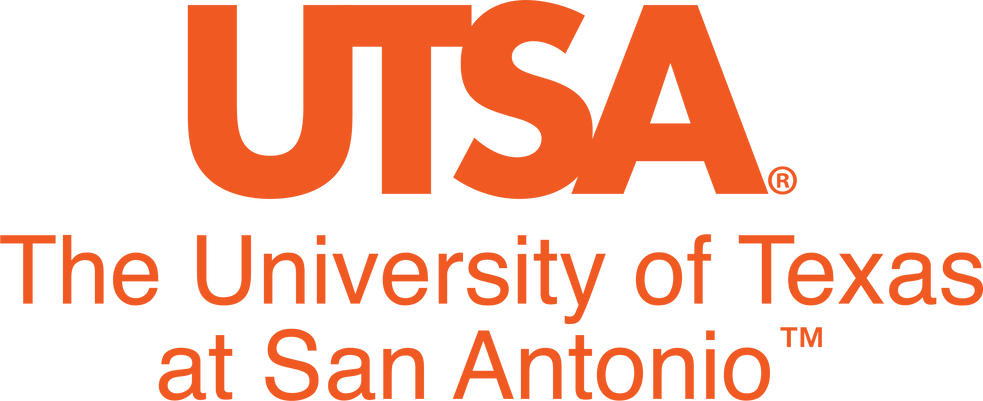 UTSA®
The University of Texas
at San Antonio™